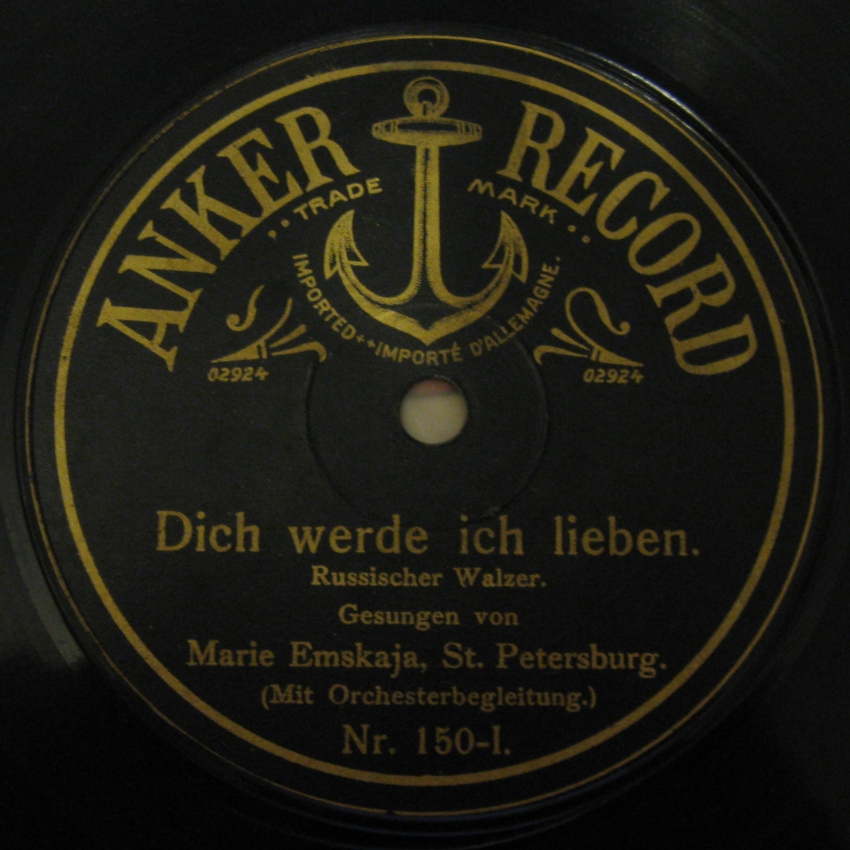 ANKER RECORD
··TRADE MARK··
IMPORTED++IMPORTÉ D'ALLEMAGNE.
02924 02924
Dich werde ich lieben.
Russischer Walzer.
Gesungen von
Marie Emskaja, St. Petersburg.
(Mit Orchesterbegleitung.)
Nr. 150-I.